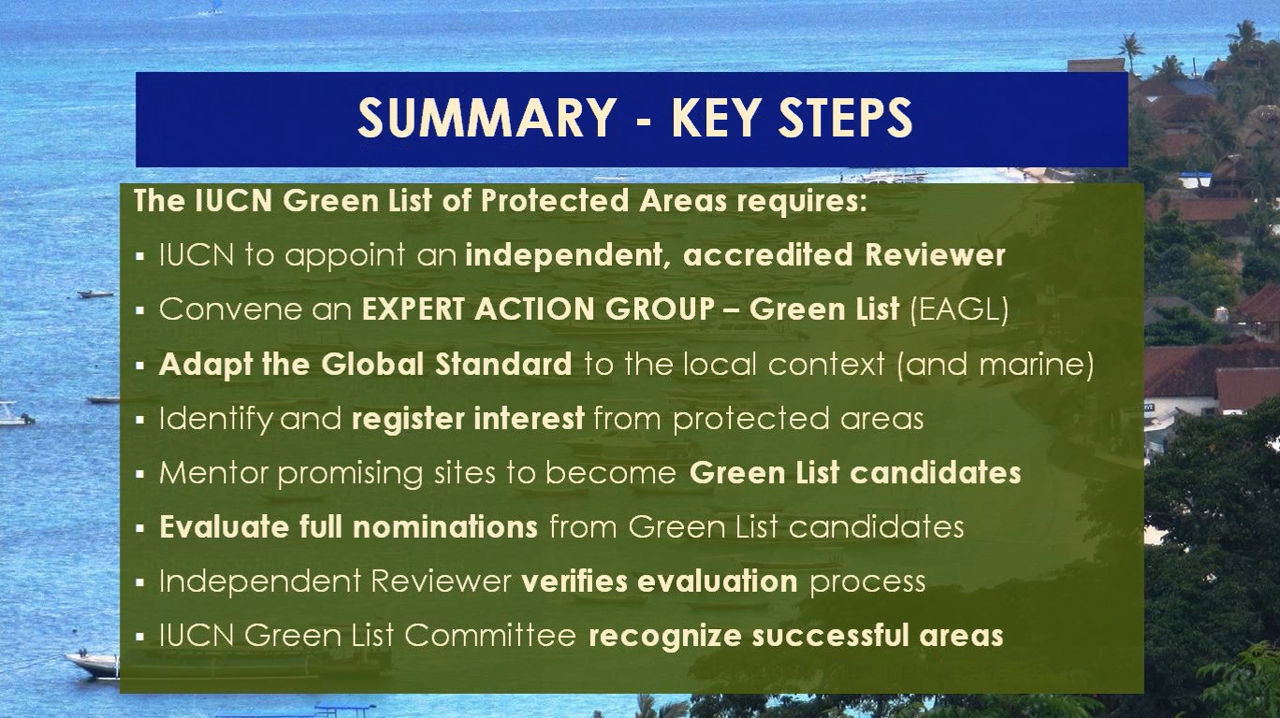 SUMMARY - KEY STEPS
The IUCN Green List of Protected Areas requires:
▪ IUCN to appoint an independent, accredited Reviewer
▪ Convene an EXPERT ACTION GROUP – Green List (EAGL)
▪ Adapt the Global Standard to the local context (and marine)
▪ Identify and register interest from protected areas
▪ Mentor promising sites to become Green List candidates
▪ Evaluate full nominations from Green List candidates
▪ Independent Reviewer verifies evaluation process
▪ IUCN Green List Committee recognize successful areas